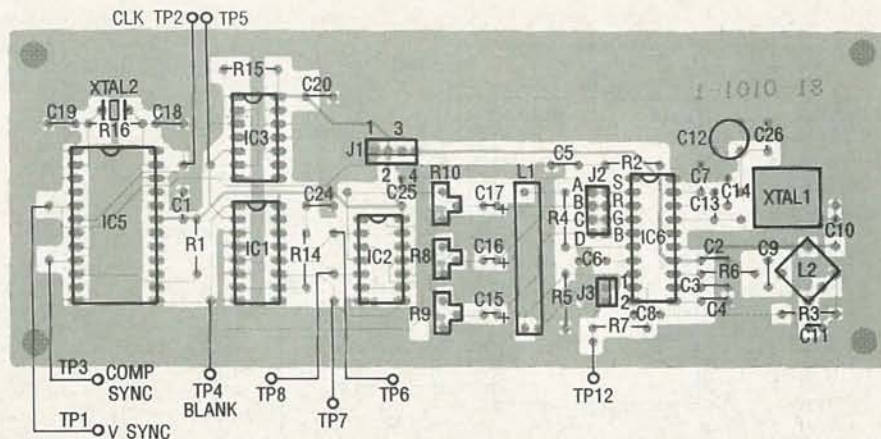 CLK TP2 TP5
R15
C20
XTAL2
C19
C18
R16
IC3
1 3
J1
2 4
81-0101-1
C12
C26
C5
R2
J2
A S
B R
C G
D B
R10
L1
C7
C14
C13
XTAL1
IC5
C1
C24
C25
C17
R4
IC6
C10
R1
IC1
R14
IC2
R8
C16
C6
C2
C9
L2
R6
J3
1
2
C3
C4
R5
C15
R9
R7
C8
R3
C11
TP3 COMP SYNC
TP4 BLANK
TP8
TP7
TP6
TP12
TP1 V SYNC